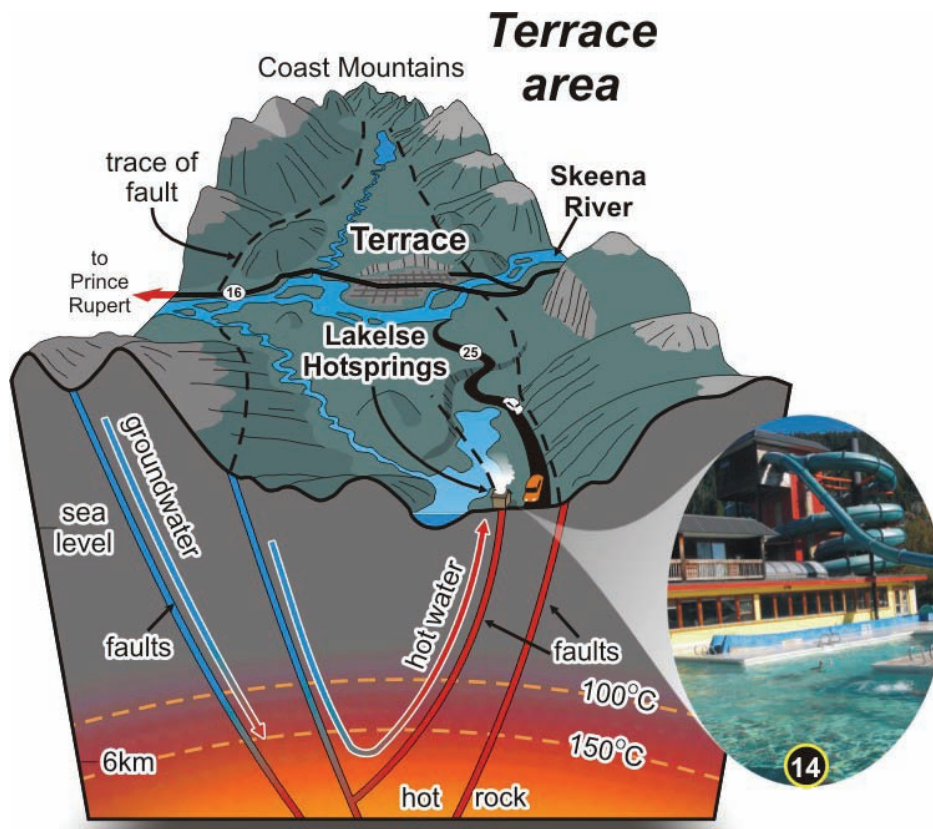 Terrace
area
Coast Mountains
trace of
fault
Skeena
River
Terrace
to
Prince
Rupert
16
Lakelse
Hotsprings
25
groundwater
sea
level
hot water
faults
faults
100°C
150°C
6km
hot rock
14